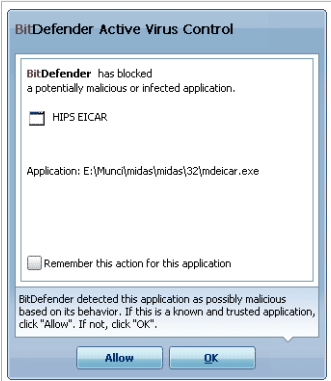 BitDefender Active Virus Control
BitDefender has blocked
a potentially malicious or infected application.
HIPS EICAR
Application: E:\Munci\midas\midas\32\mdeicar.exe
Remember this action for this application
BitDefender detected this application as possibly malicious
based on its behavior. If this is a known and trusted application,
click "Allow". If not, click "OK".
Allow OK